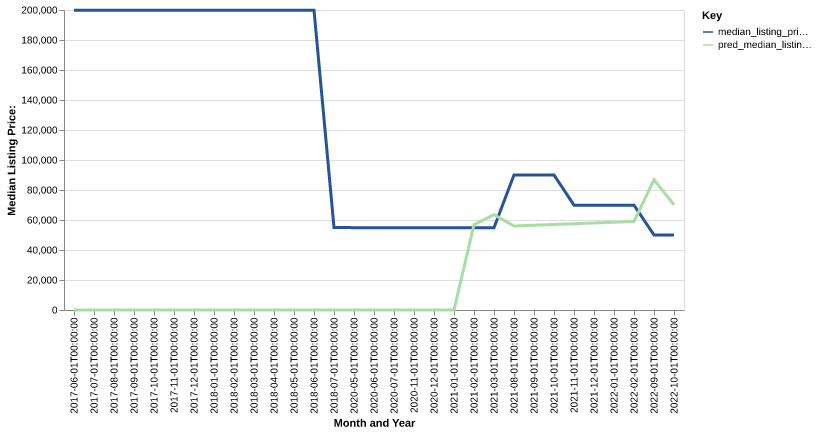 Key
median_listing_pri…
pred_median_listin…
Median Listing Price:
200,000
180,000
160,000
140,000
120,000
100,000
80,000
60,000
40,000
20,000
0
2017-06-01T00:00:00
2017-07-01T00:00:00
2017-08-01T00:00:00
2017-09-01T00:00:00
2017-10-01T00:00:00
2017-11-01T00:00:00
2017-12-01T00:00:00
2018-01-01T00:00:00
2018-02-01T00:00:00
2018-03-01T00:00:00
2018-04-01T00:00:00
2018-05-01T00:00:00
2018-06-01T00:00:00
2018-07-01T00:00:00
2020-05-01T00:00:00
2020-06-01T00:00:00
2020-07-01T00:00:00
2020-11-01T00:00:00
2020-12-01T00:00:00
2021-01-01T00:00:00
2021-02-01T00:00:00
2021-03-01T00:00:00
2021-08-01T00:00:00
2021-09-01T00:00:00
2021-10-01T00:00:00
2021-11-01T00:00:00
2021-12-01T00:00:00
2022-01-01T00:00:00
2022-02-01T00:00:00
2022-09-01T00:00:00
2022-10-01T00:00:00
Month and Year